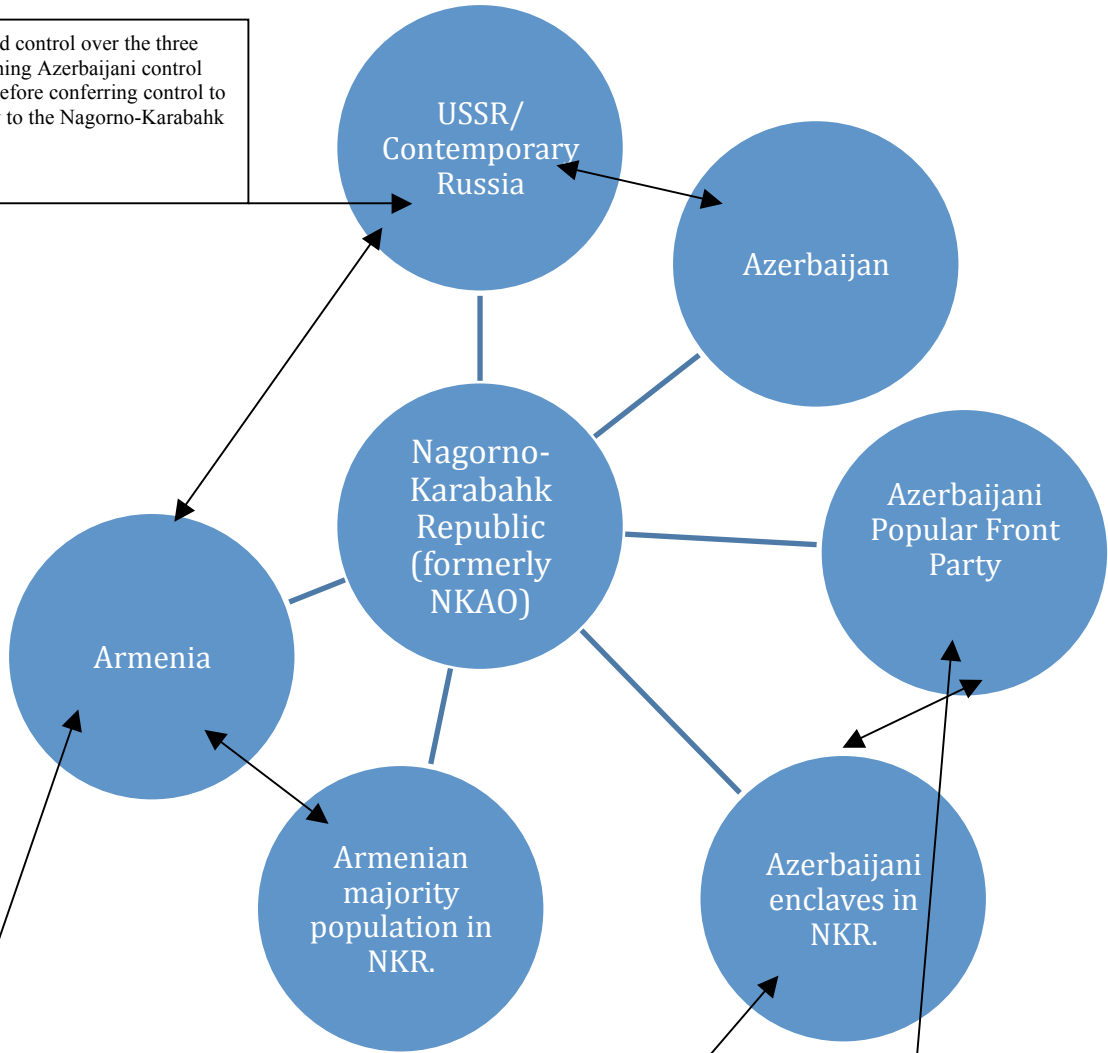 d control over the three
ning Azerbaijani control
efore conferring control to
y to the Nagorno-Karabahk
USSR/
Contemporary
Russia
Azerbaijan
Nagorno-
Karabahk
Republic
(formerly
NKAO)
Azerbaijani
Popular Front
Party
Armenia
Armenian
majority
population in
NKR.
Azerbaijani
enclaves in
NKR.